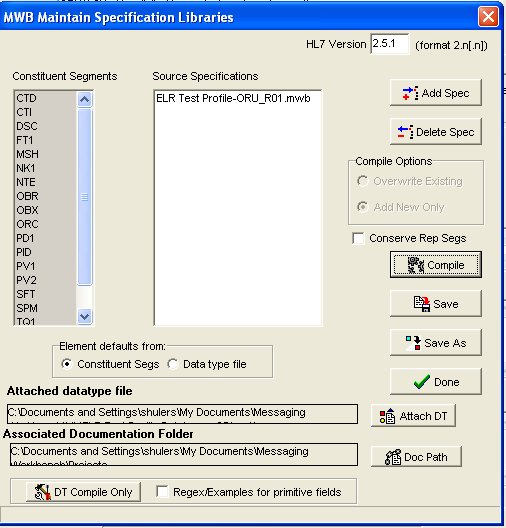 MWB Maintain Specification Libraries
HL7 Version 2.5.1 (format 2.n[.n])
Constituent Segments
Source Specifications
CTD
CTI
DSC
FT1
MSH
NK1
NTE
OBR
OBX
ORC
PD1
PID
PV1
PV2
SFT
SPM
TQ1
ELR Test Profile-ORU_R01.mwb
Add Spec
Delete Spec
Compile Options
Overwrite Existing
Add New Only
Conserve Rep Segs
Compile
Save
Save As
Done
Element defaults from:
Constituent Segs Data type file
Attached datatype file
C:\Documents and Settings\shulers\My Documents\Messaging
Attach DT
Associated Documentation Folder
C:\Documents and Settings\shulers\My Documents\Messaging
Workbench\Projects
Doc Path
DT Compile Only
Regex/Examples for primitive fields